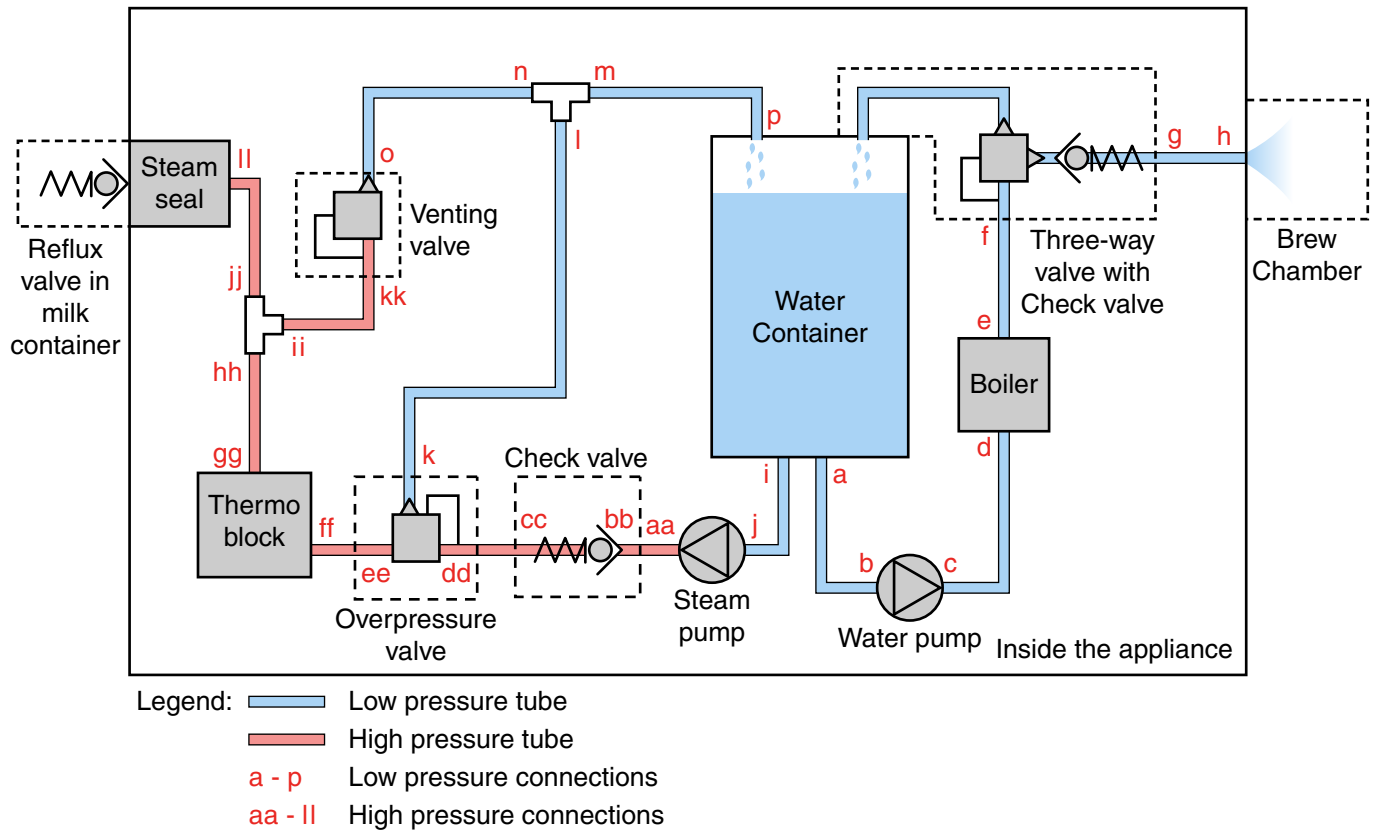 n
m
p
g
h
ll
o
l
Steam
seal
Venting
valve
Reflux
valve in
milk
container
jj
kk
ii
hh
f
Three-way
valve with
Check valve
Brew
Chamber
Water
Container
e
Boiler
d
gg
k
Check valve
i
a
Thermo
block
ff
cc
bb
aa
j
ee
dd
b
c
Steam
pump
Overpressure
valve
Water pump
Inside the appliance
Legend:
Low pressure tube
High pressure tube
a - p
Low pressure connections
aa - ll
High pressure connections